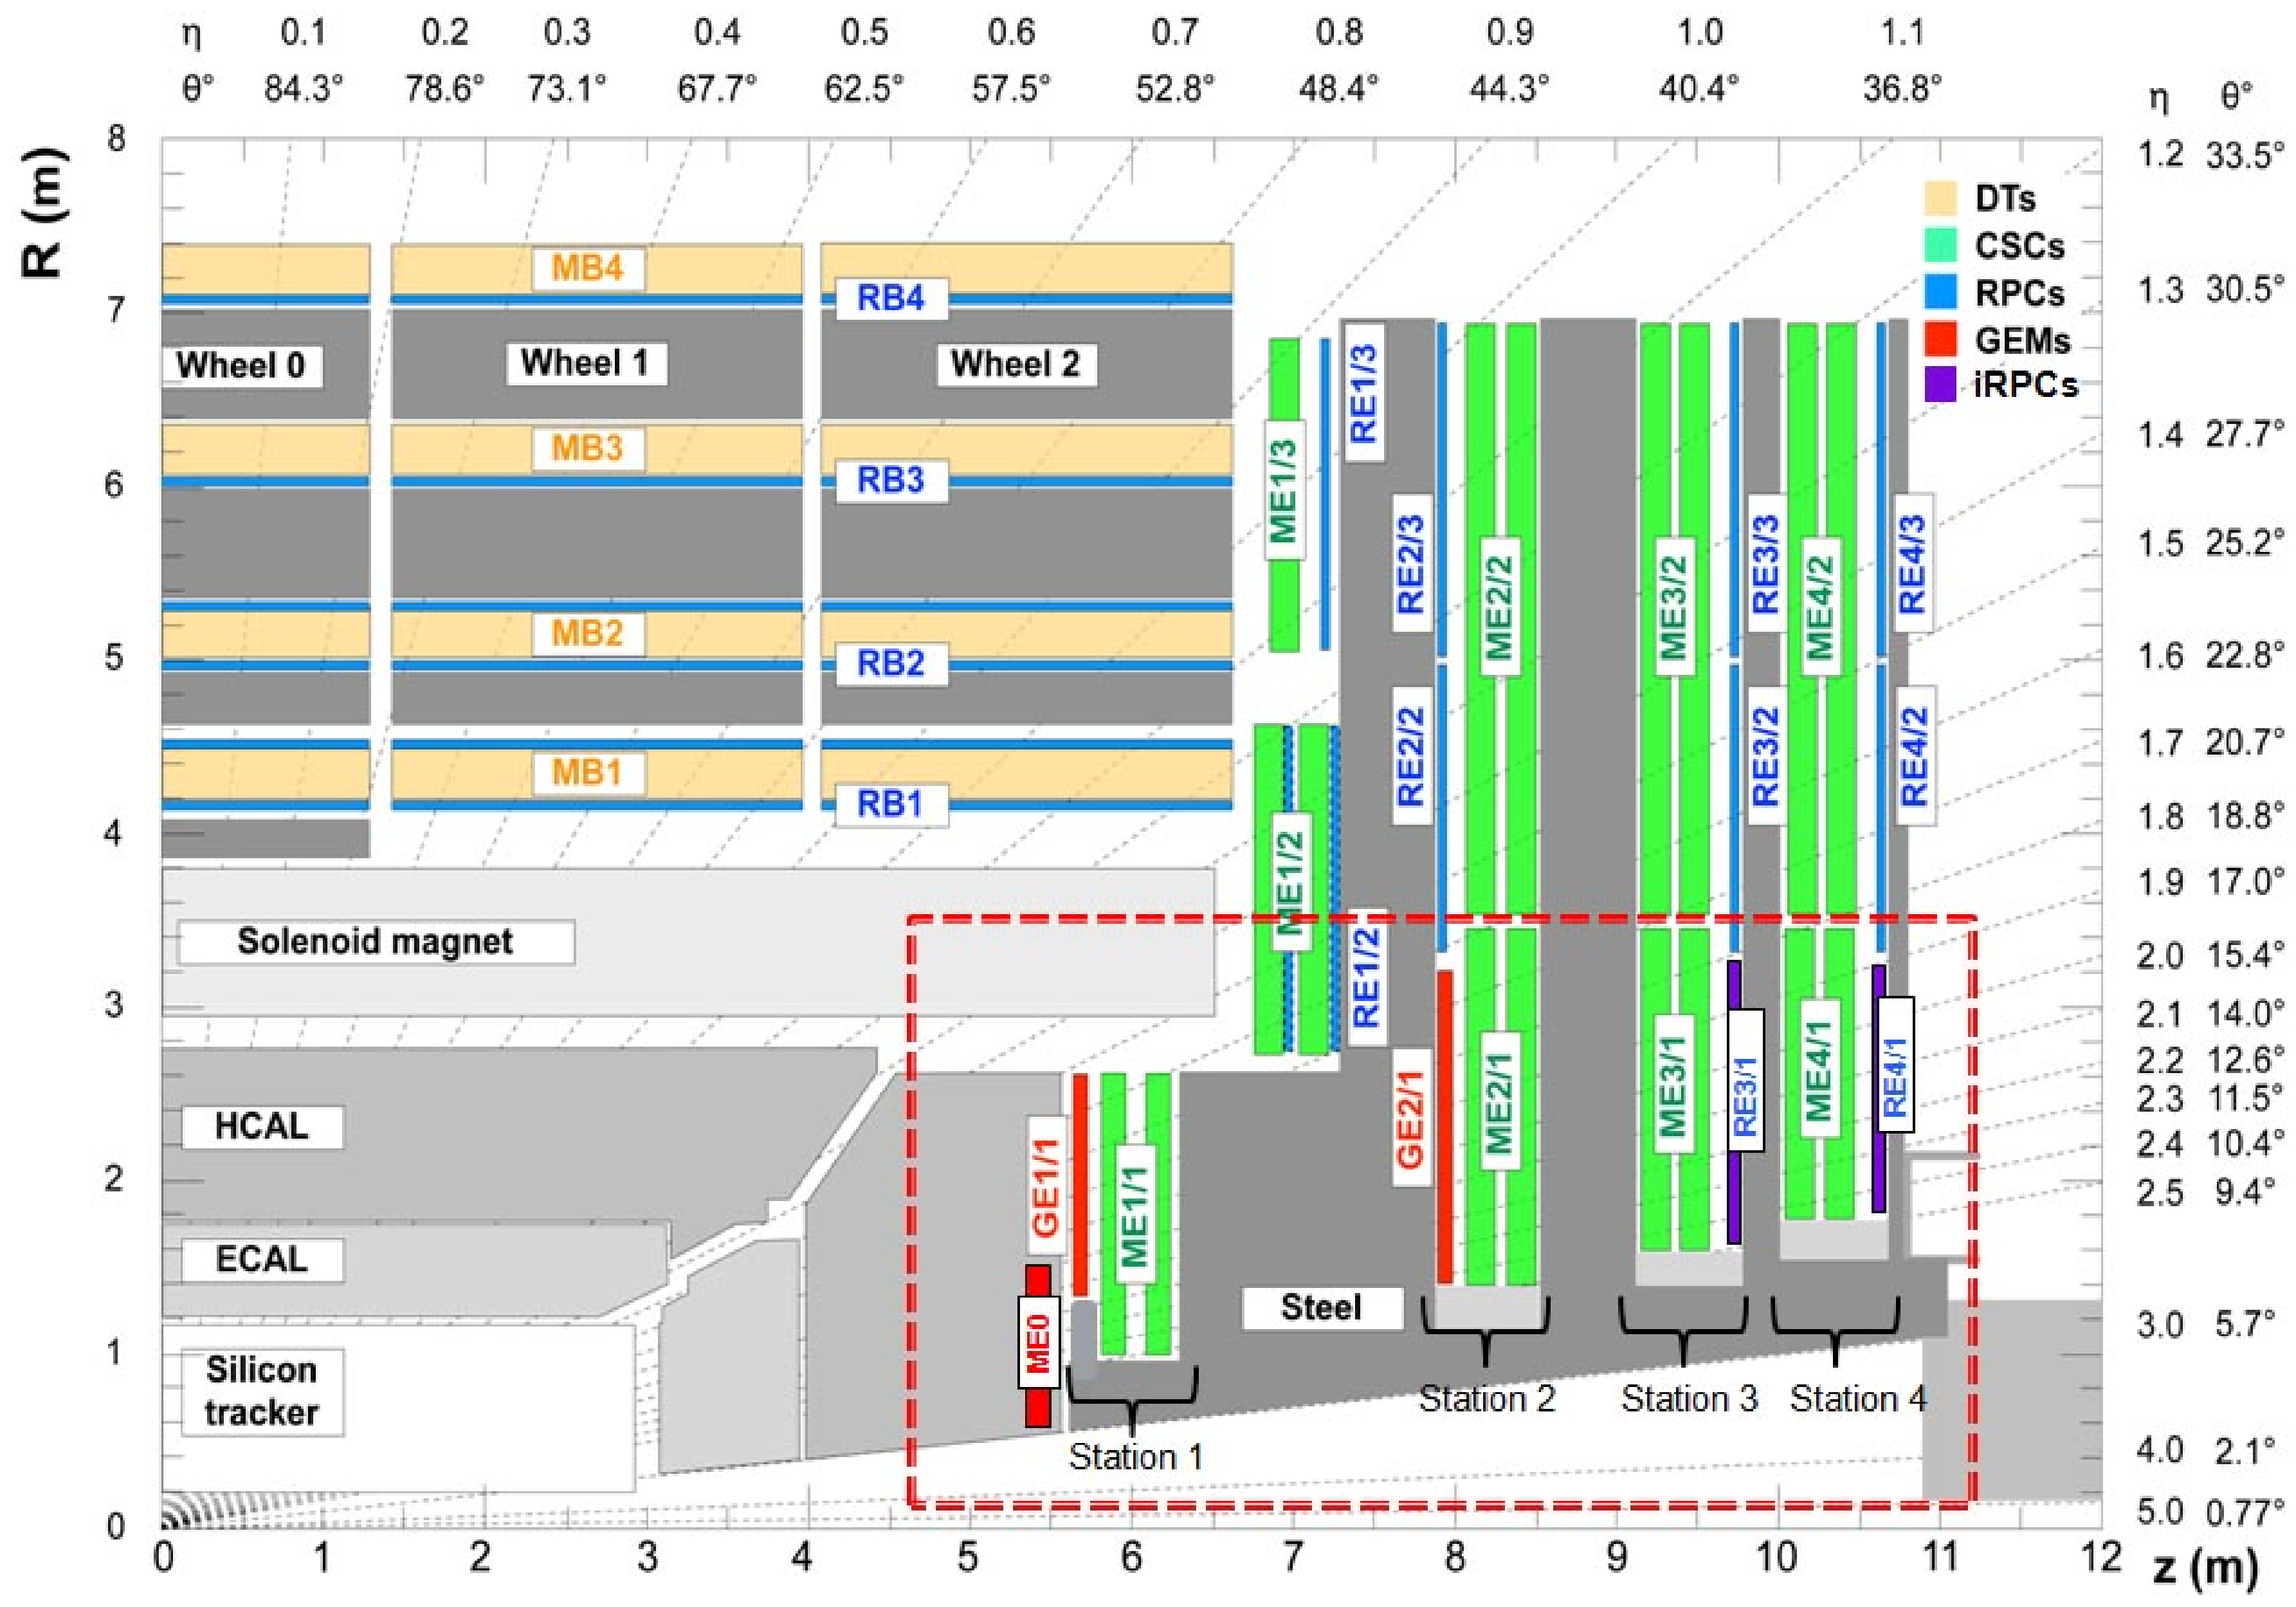 η 0.1 0.2 0.3 0.4 0.5 0.6 0.7 0.8 0.9 1.0 1.1
θ° 84.3° 78.6° 73.1° 67.7° 62.5° 57.5° 52.8° 48.4° 44.3° 40.4° 36.8° η θ°
R (m)
8
7
6
5
4
3
2
1
0
1.2 33.5°
1.3 30.5°
1.4 27.7°
1.5 25.2°
1.6 22.8°
1.7 20.7°
1.8 18.8°
1.9 17.0°
2.0 15.4°
2.1 14.0°
2.2 12.6°
2.3 11.5°
2.4 10.4°
2.5 9.4°
3.0 5.7°
4.0 2.1°
5.0 0.77°
DTs
CSCs
RPCs
GEMs
iRPCs
MB4
RB4
Wheel 0
Wheel 1
Wheel 2
MB3
RB3
MB2
RB2
MB1
RB1
Solenoid magnet
HCAL
ECAL
Silicon
tracker
ME1/3
RE1/3
ME1/2
RE1/2
RE2/3
RE2/2
ME2/2
ME3/2
RE3/3
RE3/2
ME4/2
RE4/3
RE4/2
GE1/1
ME0
ME1/1
GE2/1
ME2/1
ME3/1
RE3/1
ME4/1
RE4/1
Steel
Station 1
Station 2
Station 3
Station 4
0 1 2 3 4 5 6 7 8 9 10 11 12
z (m)